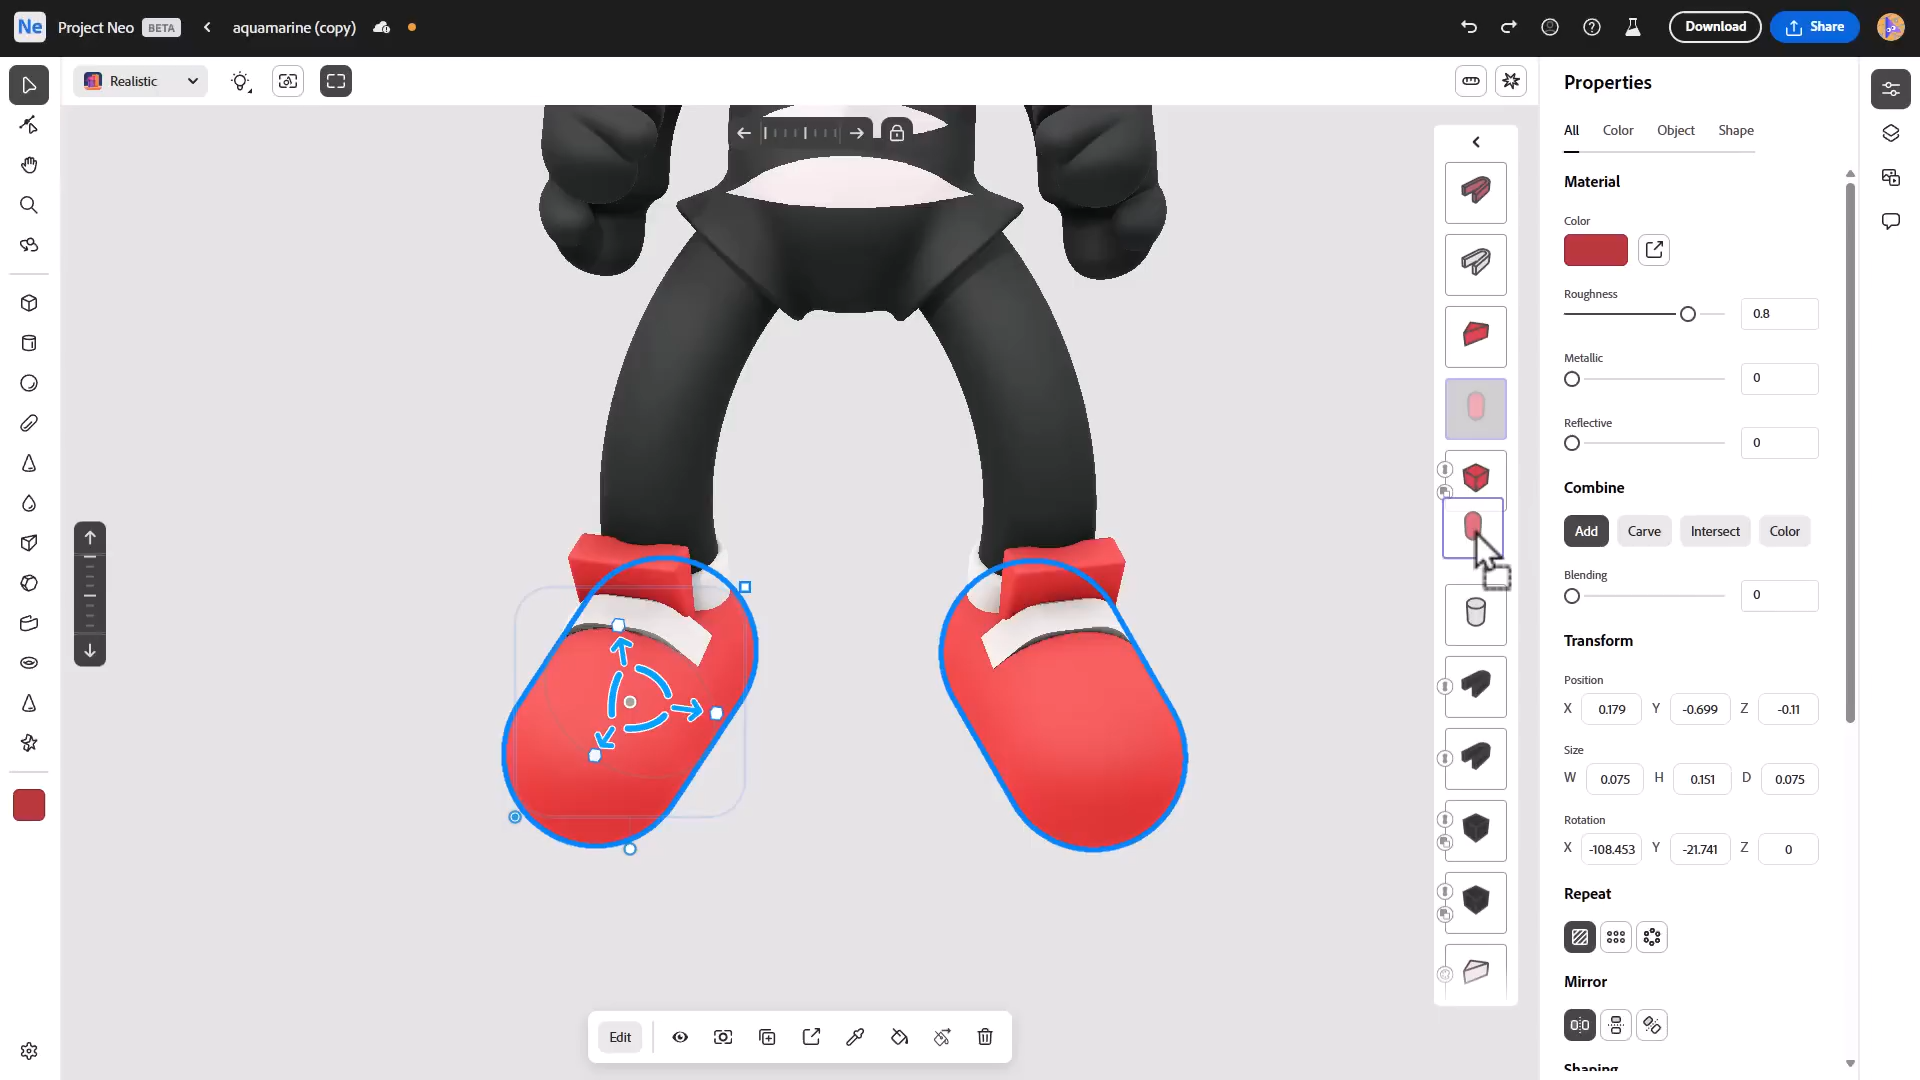 Ne Project Neo BETA aquamarine (copy) Download Share
Realistic
Properties
All Color Object Shape
Material
Color
Roughness
0.8
Metallic
0
Reflective
0
Combine
Add Carve Intersect Color
Blending
0
Transform
Position
X 0.179 Y -0.699 Z -0.11
Size
W 0.075 H 0.151 D 0.075
Rotation
X -108.453 Y -21.741 Z 0
Repeat
Mirror
Shaping
Edit